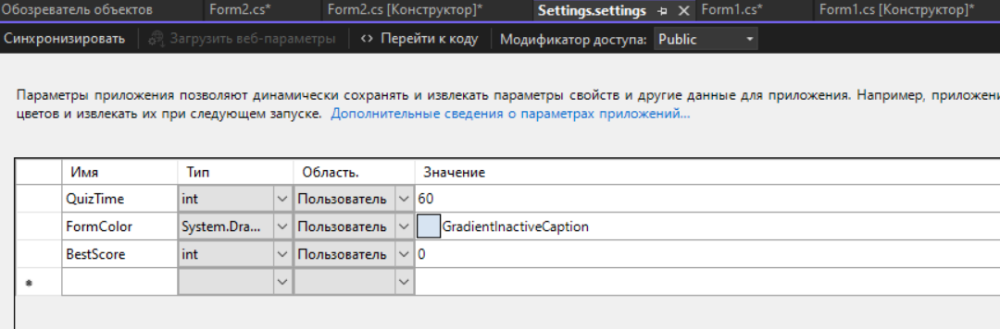 Обозреватель объектов Form2.cs* Form2.cs [Конструктор]* Settings.settings Form1.cs* Form1.cs [Конструктор]*
Синхронизировать Загрузить веб-параметры <> Перейти к коду Модификатор доступа: Public
Параметры приложения позволяют динамически сохранять и извлекать параметры свойств и другие данные для приложения. Например, приложени
цветов и извлекать их при следующем запуске. Дополнительные сведения о параметрах приложений...
Имя Тип Область. Значение
QuizTime int Пользователь 60
FormColor System.Dra... Пользователь GradientInactiveCaption
BestScore int Пользователь 0
*